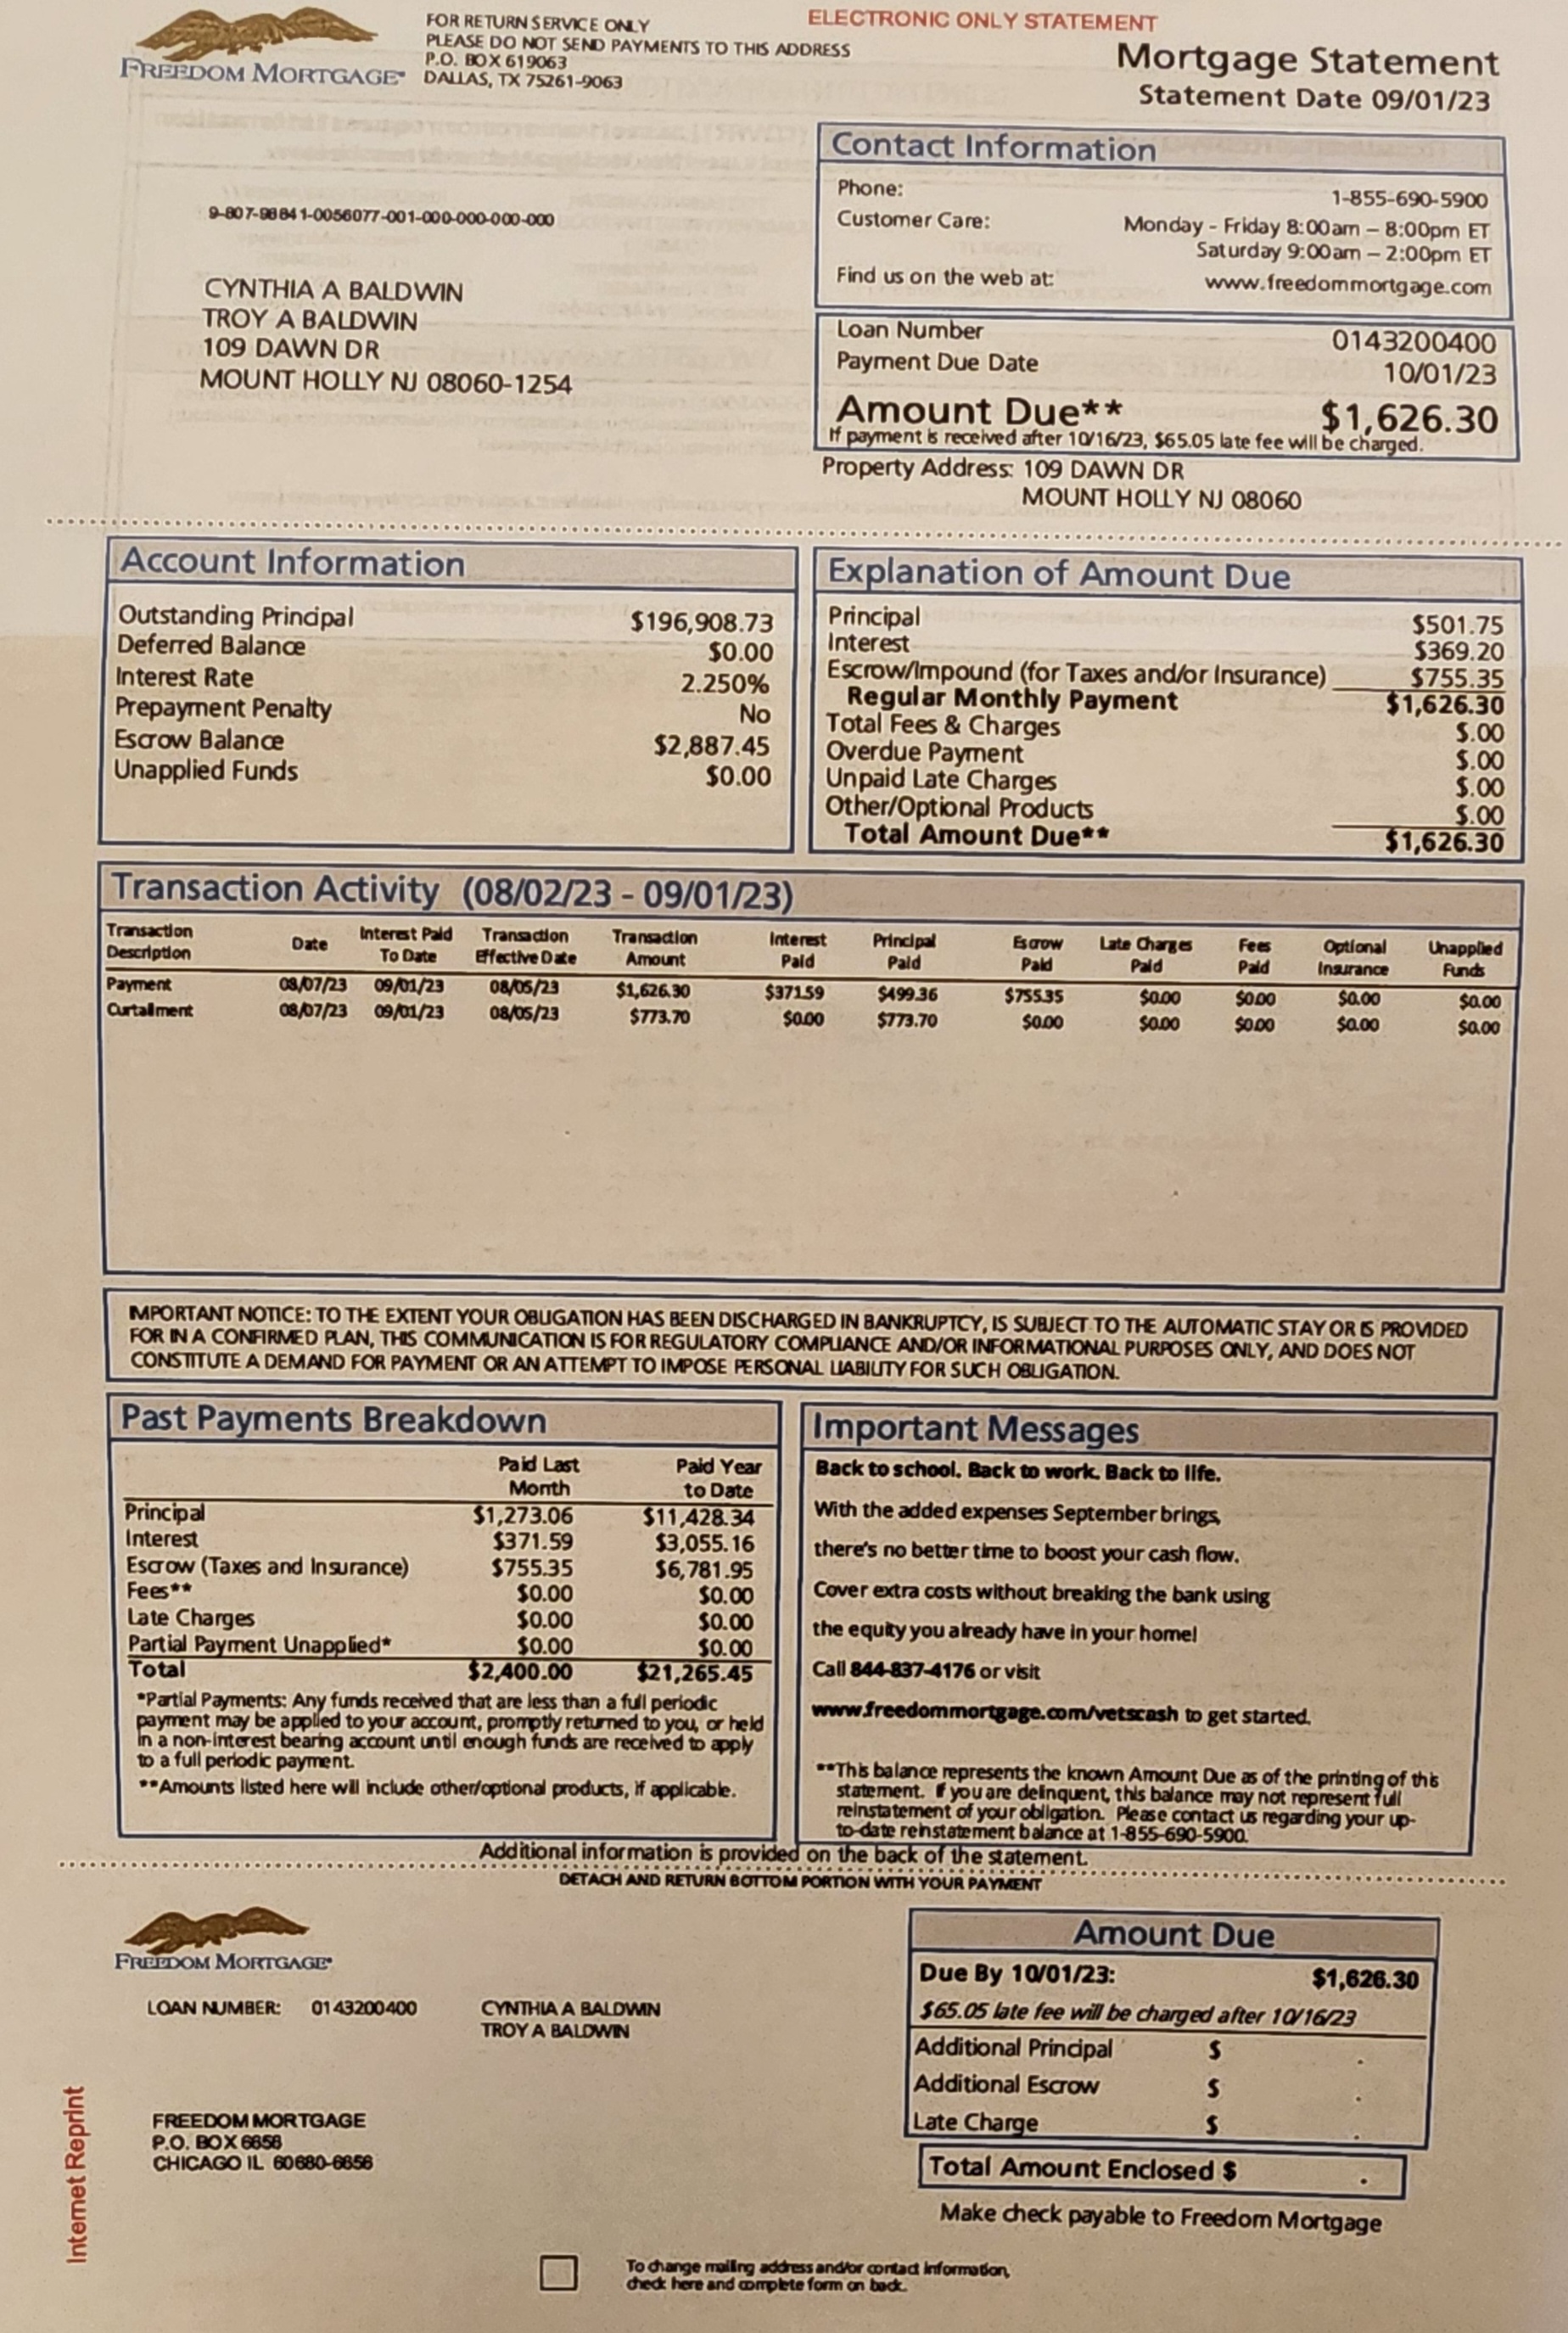 FREEDOM MORTGAGE®
FOR RETURN SERVICE ONLY
PLEASE DO NOT SEND PAYMENTS TO THIS ADDRESS
P.O. BOX 619063
DALLAS, TX 75261-9063
ELECTRONIC ONLY STATEMENT
Mortgage Statement
Statement Date 09/01/23
Contact Information
Phone: 1-855-690-5900
Customer Care: Monday - Friday 8:00am – 8:00pm ET
Saturday 9:00am – 2:00pm ET
Find us on the web at: www.freedommortgage.com
9-807-98841-0056077-001-000-000-000-000
CYNTHIA A BALDWIN
TROY A BALDWIN
109 DAWN DR
MOUNT HOLLY NJ 08060-1254
Loan Number 0143200400
Payment Due Date 10/01/23
Amount Due** $1,626.30
If payment is received after 10/16/23, $65.05 late fee will be charged.
Property Address: 109 DAWN DR
MOUNT HOLLY NJ 08060
Account Information
Outstanding Principal $196,908.73
Deferred Balance $0.00
Interest Rate 2.250%
Prepayment Penalty No
Escrow Balance $2,887.45
Unapplied Funds $0.00
Explanation of Amount Due
Principal $501.75
Interest $369.20
Escrow/Impound (for Taxes and/or Insurance) $755.35
Regular Monthly Payment $1,626.30
Total Fees & Charges $.00
Overdue Payment $.00
Unpaid Late Charges $.00
Other/Optional Products $.00
Total Amount Due** $1,626.30
Transaction Activity (08/02/23 - 09/01/23)
Transaction Interest Paid Transaction Transaction Interest Principal Escrow Late Charges Fees Optional Unapplied
Description Date To Date Effective Date Amount Paid Paid Paid Paid Paid Insurance Funds
Payment 08/07/23 09/01/23 08/05/23 $1,626.30 $371.59 $499.36 $755.35 $0.00 $0.00 $0.00 $0.00
Curtailment 08/07/23 09/01/23 08/05/23 $773.70 $0.00 $773.70 $0.00 $0.00 $0.00 $0.00 $0.00
IMPORTANT NOTICE: TO THE EXTENT YOUR OBLIGATION HAS BEEN DISCHARGED IN BANKRUPTCY, IS SUBJECT TO THE AUTOMATIC STAY OR IS PROVIDED
FOR IN A CONFIRMED PLAN, THIS COMMUNICATION IS FOR REGULATORY COMPLIANCE AND/OR INFORMATIONAL PURPOSES ONLY, AND DOES NOT
CONSTITUTE A DEMAND FOR PAYMENT OR AN ATTEMPT TO IMPOSE PERSONAL LIABILITY FOR SUCH OBLIGATION.
Past Payments Breakdown
Paid Last Paid Year
Month to Date
Principal $1,273.06 $11,428.34
Interest $371.59 $3,055.16
Escrow (Taxes and Insurance) $755.35 $6,781.95
Fees** $0.00 $0.00
Late Charges $0.00 $0.00
Partial Payment Unapplied* $0.00 $0.00
Total $2,400.00 $21,265.45
*Partial Payments: Any funds received that are less than a full periodic
payment may be applied to your account, promptly returned to you, or held
in a non-interest bearing account until enough funds are received to apply
to a full periodic payment.
**Amounts listed here will include other/optional products, if applicable.
Important Messages
Back to school. Back to work. Back to life.
With the added expenses September brings,
there's no better time to boost your cash flow.
Cover extra costs without breaking the bank using
the equity you already have in your home!
Call 844-837-4176 or visit
www.freedommortgage.com/vetscash to get started.
**This balance represents the known Amount Due as of the printing of this
statement. If you are delinquent, this balance may not represent full
reinstatement of your obligation. Please contact us regarding your up-
to-date reinstatement balance at 1-855-690-5900.
Additional information is provided on the back of the statement.
DETACH AND RETURN BOTTOM PORTION WITH YOUR PAYMENT
FREEDOM MORTGAGE®
LOAN NUMBER: 0143200400
CYNTHIA A BALDWIN
TROY A BALDWIN
Amount Due
Due By 10/01/23: $1,626.30
$65.05 late fee will be charged after 10/16/23
Additional Principal $ .
Additional Escrow $ .
Late Charge $ .
Total Amount Enclosed $ .
Make check payable to Freedom Mortgage
FREEDOM MORTGAGE
P.O. BOX 6656
CHICAGO IL 60680-6656
Internet Reprint
To change mailing address and/or contact information,
check here and complete form on back.